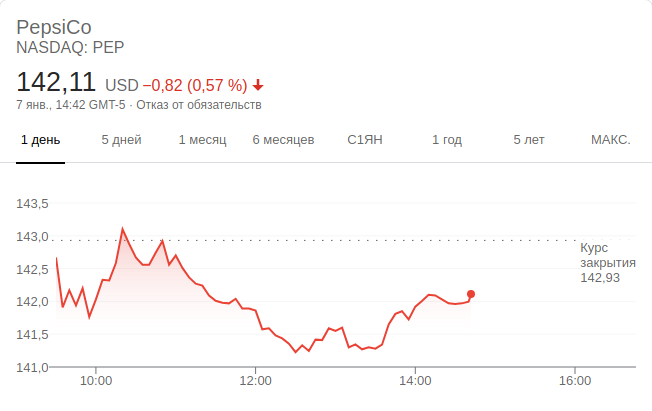 PepsiCo
NASDAQ: PEP
142,11 USD −0,82 (0,57 %)
7 янв., 14:42 GMT-5 · Отказ от обязательств
1 день 5 дней 1 месяц 6 месяцев С1ЯН 1 год 5 лет МАКС.
143,5
143,0
Курс
закрытия
142,93
142,5
142,0
141,5
141,0
10:00 12:00 14:00 16:00